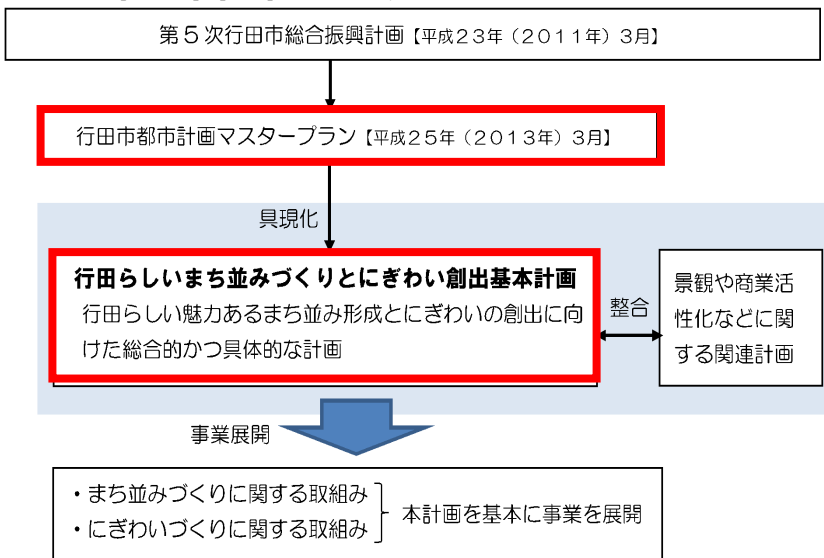 第5次行田市総合振興計画【平成23年（2011年）3月】
行田市都市計画マスタープラン【平成25年（2013年）3月】
具現化
行田らしいまち並みづくりとにぎわい創出基本計画
行田らしい魅力あるまち並み形成とにぎわいの創出に向
けた総合的かつ具体的な計画
整合
景観や商業活
性化などに関
する関連計画
事業展開
・まち並みづくりに関する取組み
・にぎわいづくりに関する取組み
本計画を基本に事業を展開